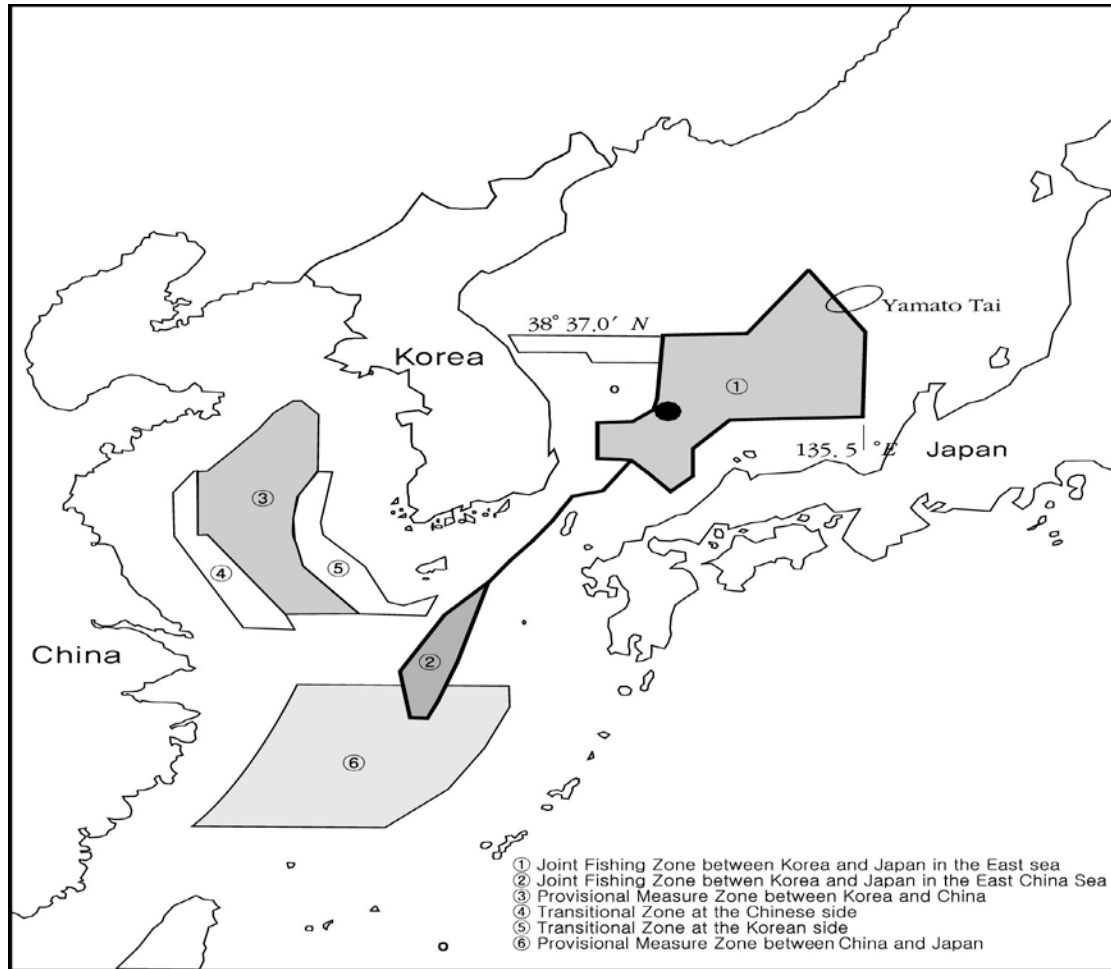 Yamato Tai
38° 37.0′ N
Korea
①
135. 5 °E
Japan
③
④
⑤
China
②
⑥
① Joint Fishing Zone between Korea and Japan in the East sea
② Joint Fishing Zone betwen Korea and Japan in the East China Sea
③ Provisional Measure Zone between Korea and China
④ Transitional Zone at the Chinese side
⑤ Transitional Zone at the Korean side
⑥ Provisional Measure Zone between China and Japan